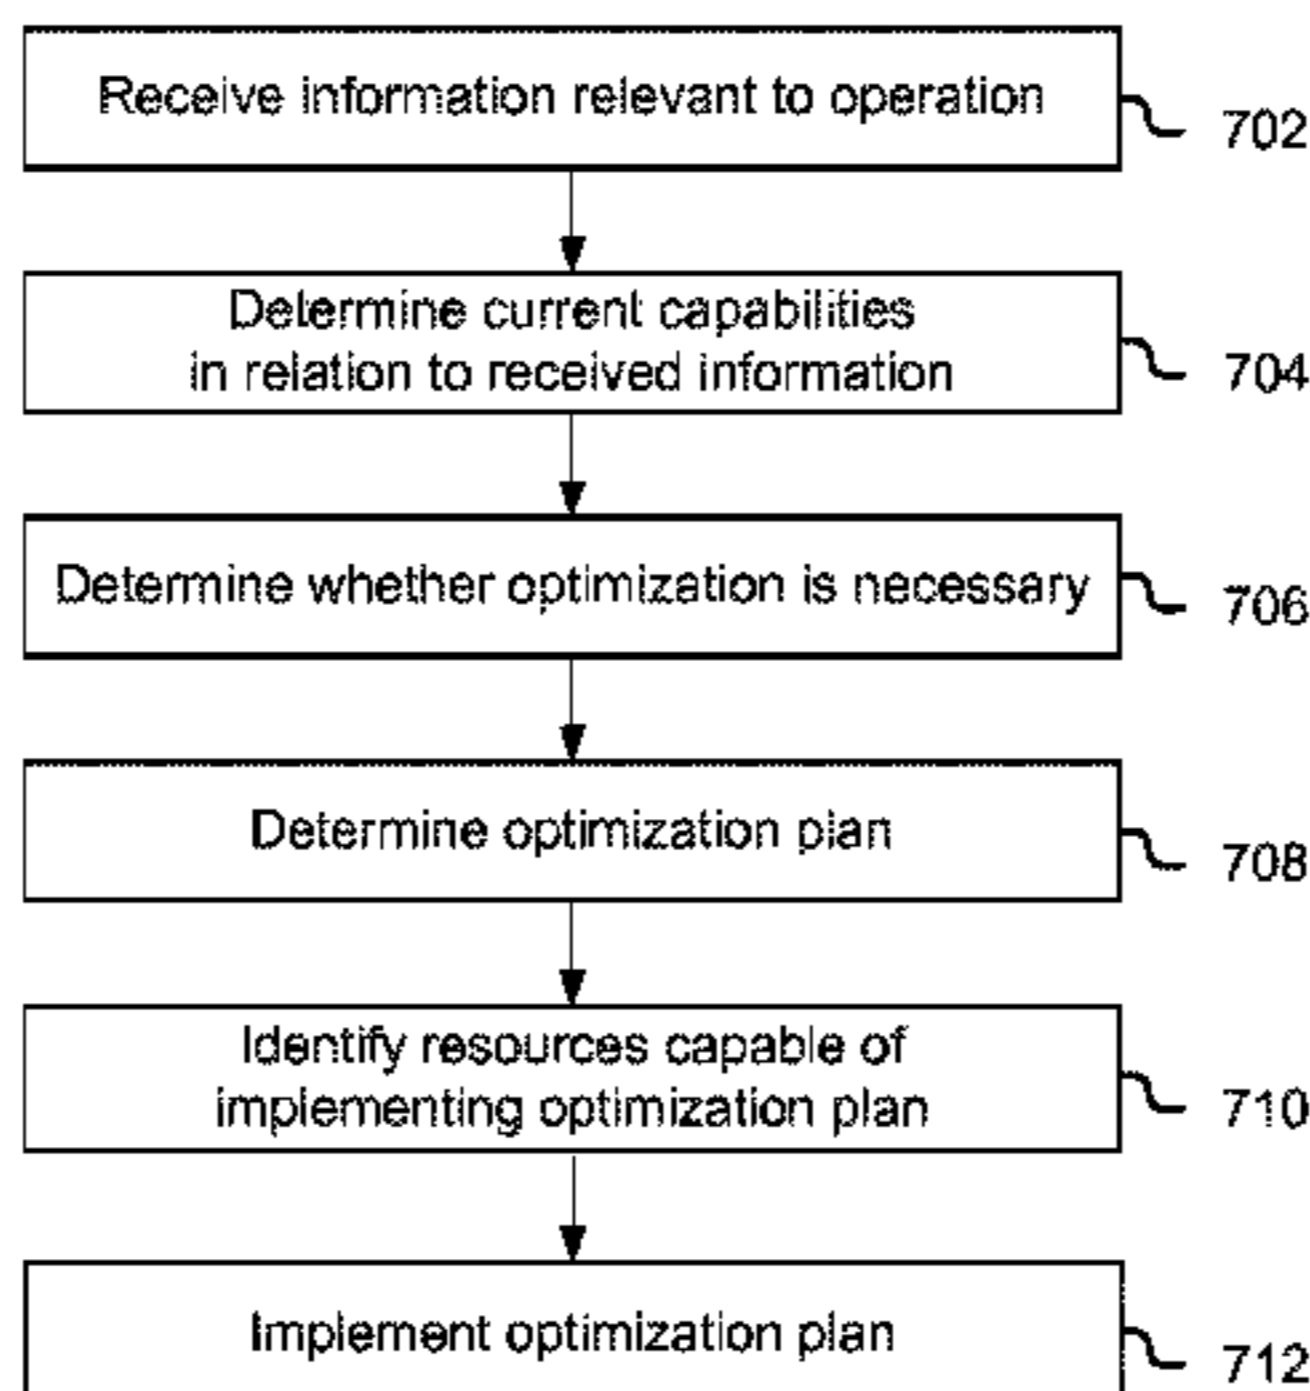 Receive information relevant to operation
702
Determine current capabilities
in relation to received information
704
Determine whether optimization is necessary
706
Determine optimization plan
708
Identify resources capable of
implementing optimization plan
710
Implement optimization plan
712